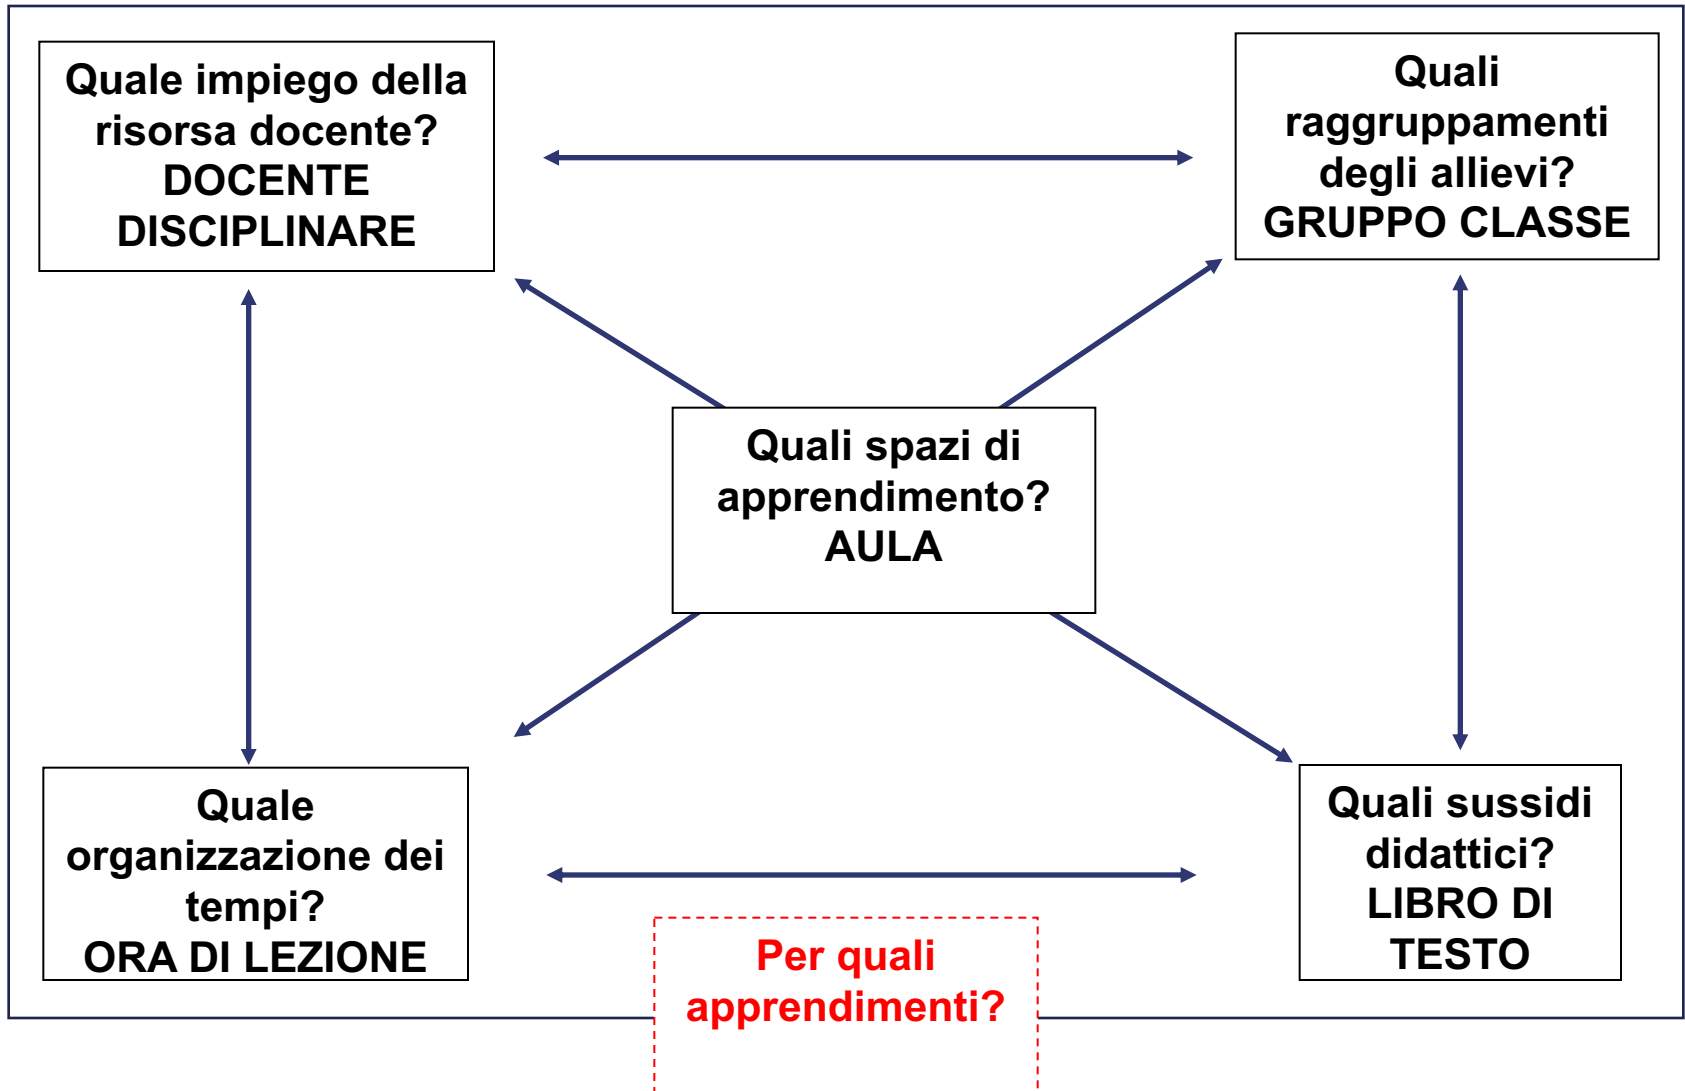 Quale impiego della
risorsa docente?
DOCENTE
DISCIPLINARE
Quali
raggruppamenti
degli allievi?
GRUPPO CLASSE
Quali spazi di
apprendimento?
AULA
Quale
organizzazione dei
tempi?
ORA DI LEZIONE
Quali sussidi
didattici?
LIBRO DI
TESTO
Per quali
apprendimenti?